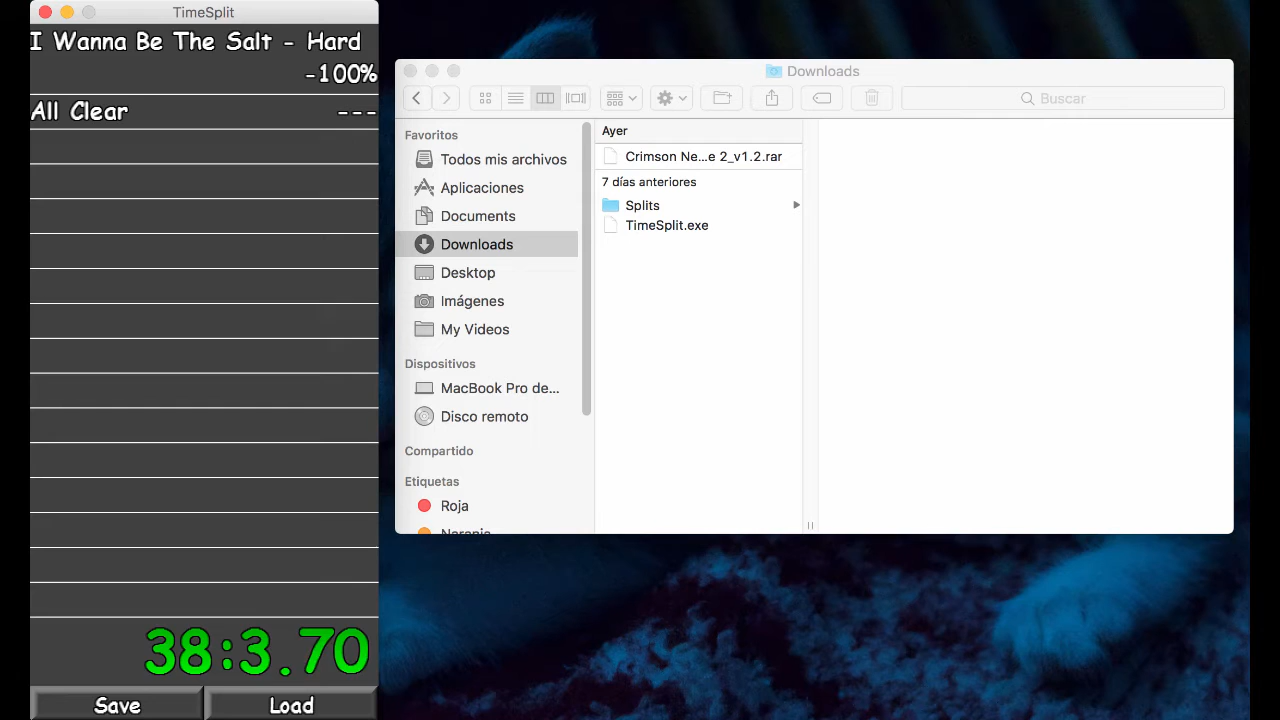 TimeSplit
I Wanna Be The Salt - Hard
-100%
All Clear ---
38:3.70
Save Load
Downloads
Buscar
Favoritos
Todos mis archivos
Aplicaciones
Documents
Downloads
Desktop
Imágenes
My Videos
Dispositivos
MacBook Pro de...
Disco remoto
Compartido
Etiquetas
Roja
Naranja
Ayer
Crimson Ne...e 2_v1.2.rar
7 días anteriores
Splits
TimeSplit.exe